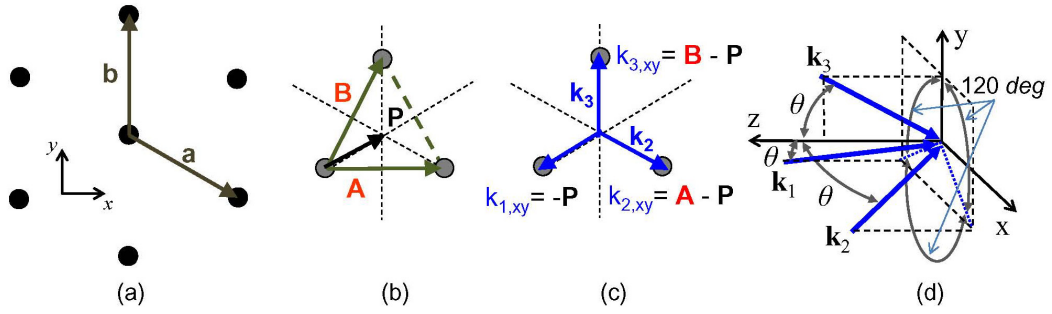 b
a
y
x
(a)
B
P
A
(b)
k3,xy= B - P
k3
k2
k1,xy= -P
k2,xy= A - P
(c)
y
k3
120 deg
θ
z
θ
k1
θ
k2
x
(d)